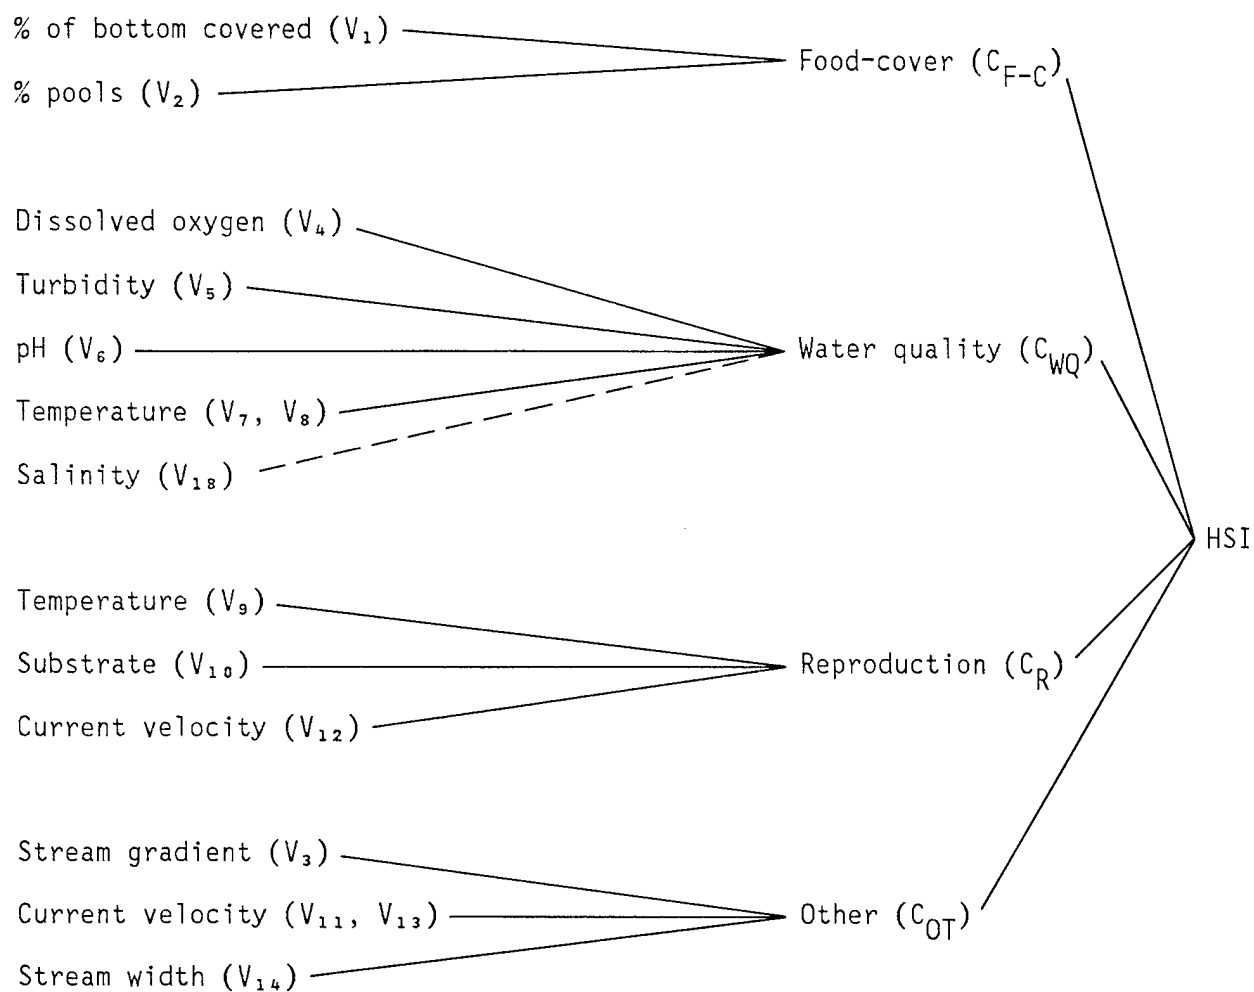 % of bottom covered (V₁)
Food-cover (C_F-C)
% pools (V₂)
Dissolved oxygen (V₄)
Turbidity (V₅)
pH (V₆)
Water quality (C_WQ)
Temperature (V₇, V₈)
Salinity (V₁₈)
HSI
Temperature (V₉)
Substrate (V₁₀)
Reproduction (C_R)
Current velocity (V₁₂)
Stream gradient (V₃)
Current velocity (V₁₁, V₁₃)
Other (C_OT)
Stream width (V₁₄)